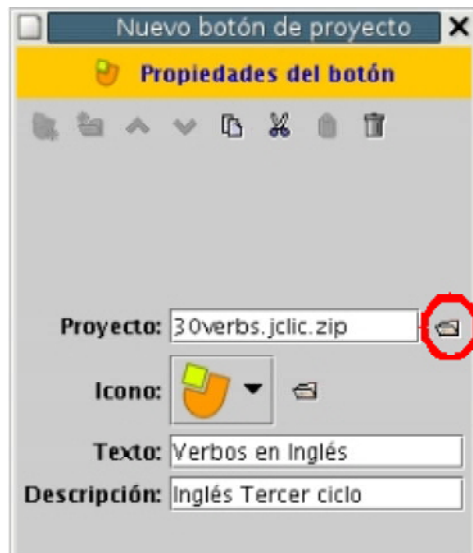 Nuevo botón de proyecto
Propiedades del botón
Proyecto: 30verbs.jclic.zip
Icono:
Texto: Verbos en Inglés
Descripción: Inglés Tercer ciclo